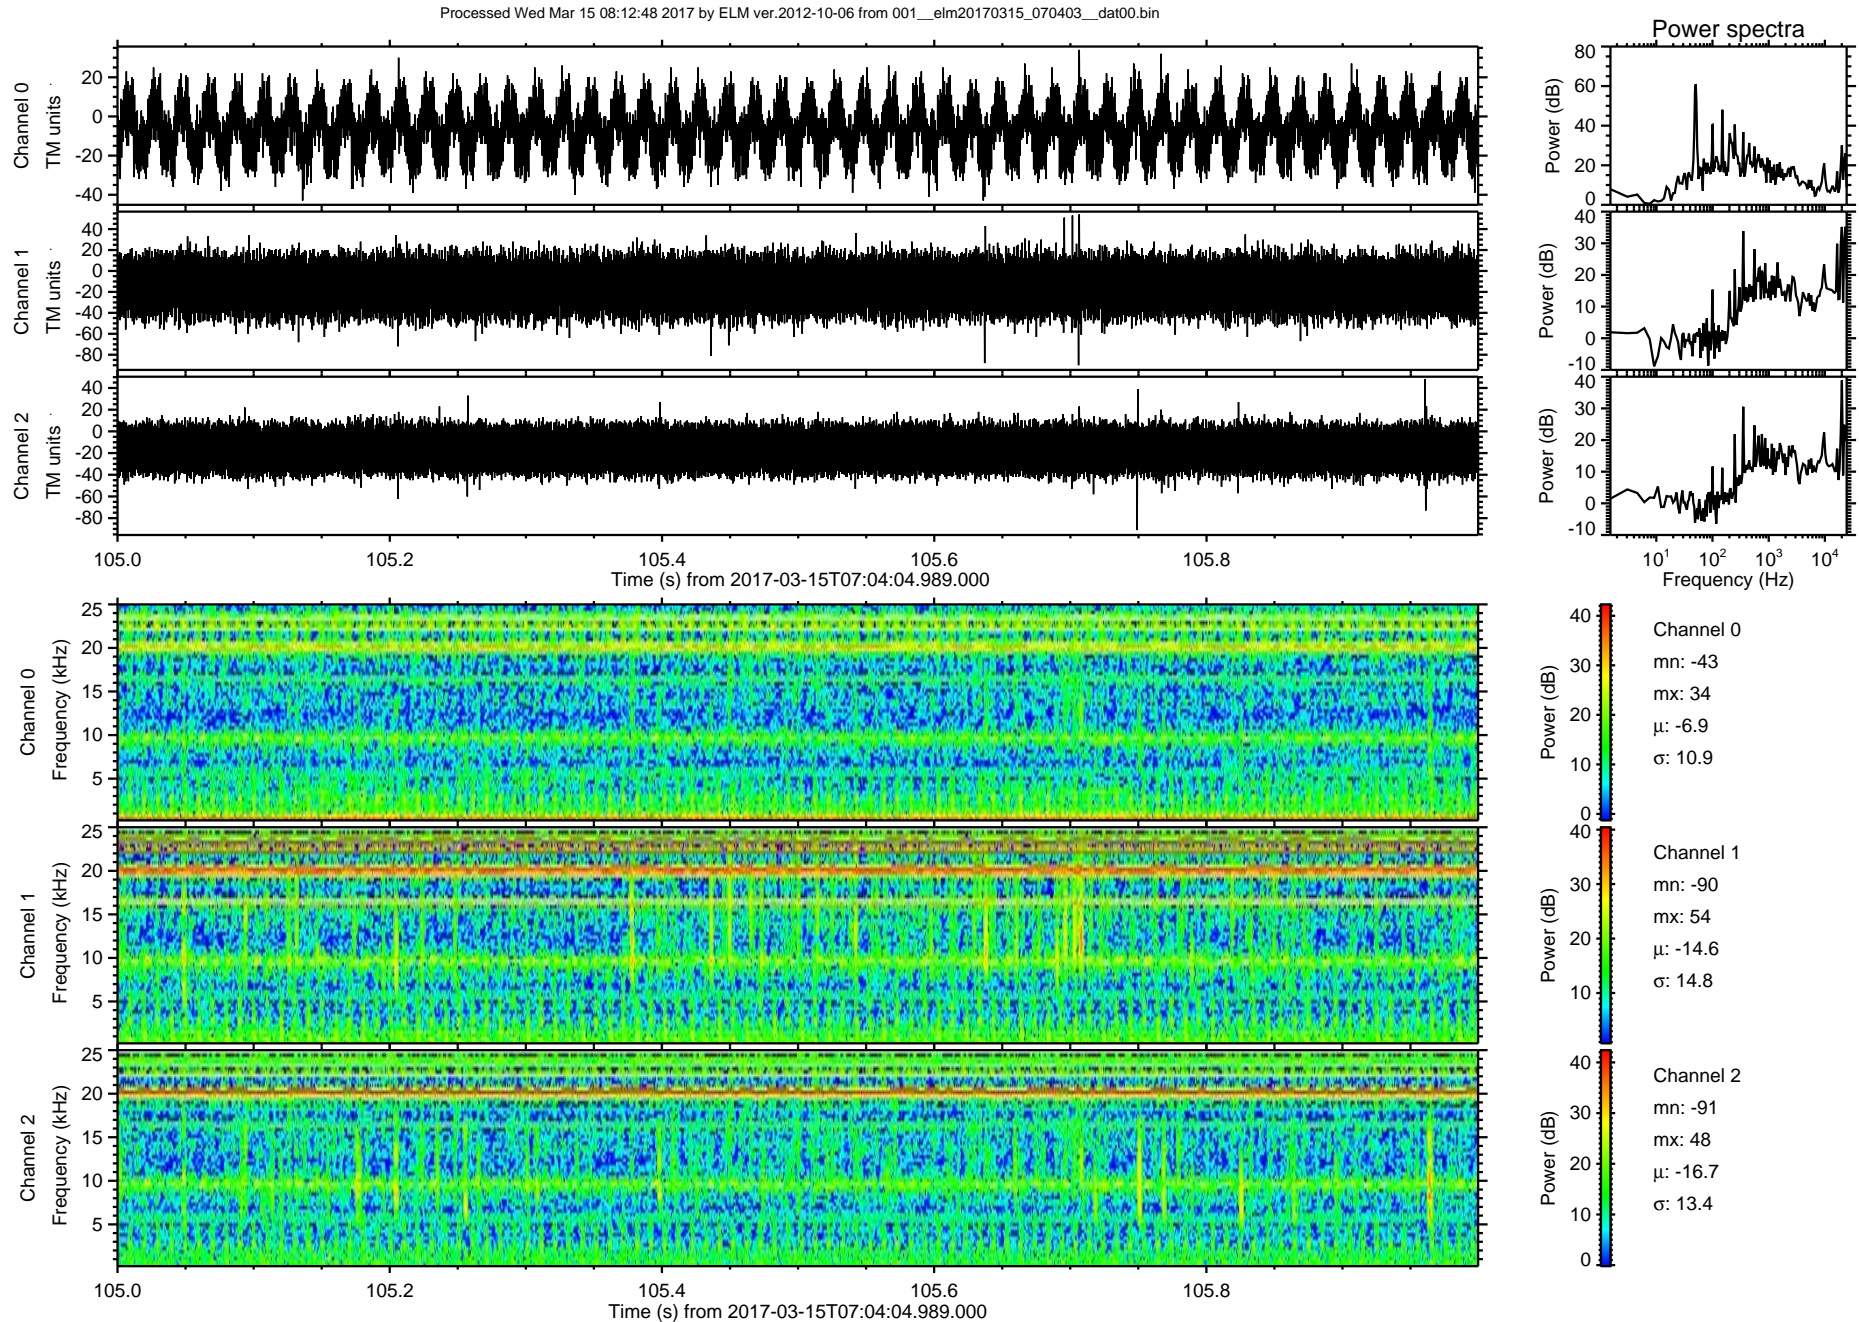 Processed Wed Mar 15 08:12:48 2017 by ELM ver.2012-10-06 from 001__elm20170315_070403__dat00.bin
Power spectra
Channel 0
TM units
20
0
-20
-40
Power (dB)
80
60
40
20
0
Channel 1
TM units
40
20
0
-20
-40
-60
-80
Power (dB)
40
30
20
10
0
-10
Channel 2
TM units
40
20
0
-20
-40
-60
-80
Power (dB)
40
30
20
10
0
-10
105.0 105.2 105.4 105.6 105.8
Time (s) from 2017-03-15T07:04:04.989.000
10^1 10^2 10^3 10^4
Frequency (Hz)
Channel 0
Frequency (kHz)
25
20
15
10
5
Power (dB)
40
30
20
10
0
Channel 0
mn: -43
mx: 34
μ: -6.9
σ: 10.9
Channel 1
Frequency (kHz)
25
20
15
10
5
Power (dB)
40
30
20
10
Channel 1
mn: -90
mx: 54
μ: -14.6
σ: 14.8
Channel 2
Frequency (kHz)
25
20
15
10
5
Power (dB)
40
30
20
10
0
Channel 2
mn: -91
mx: 48
μ: -16.7
σ: 13.4
105.0 105.2 105.4 105.6 105.8
Time (s) from 2017-03-15T07:04:04.989.000